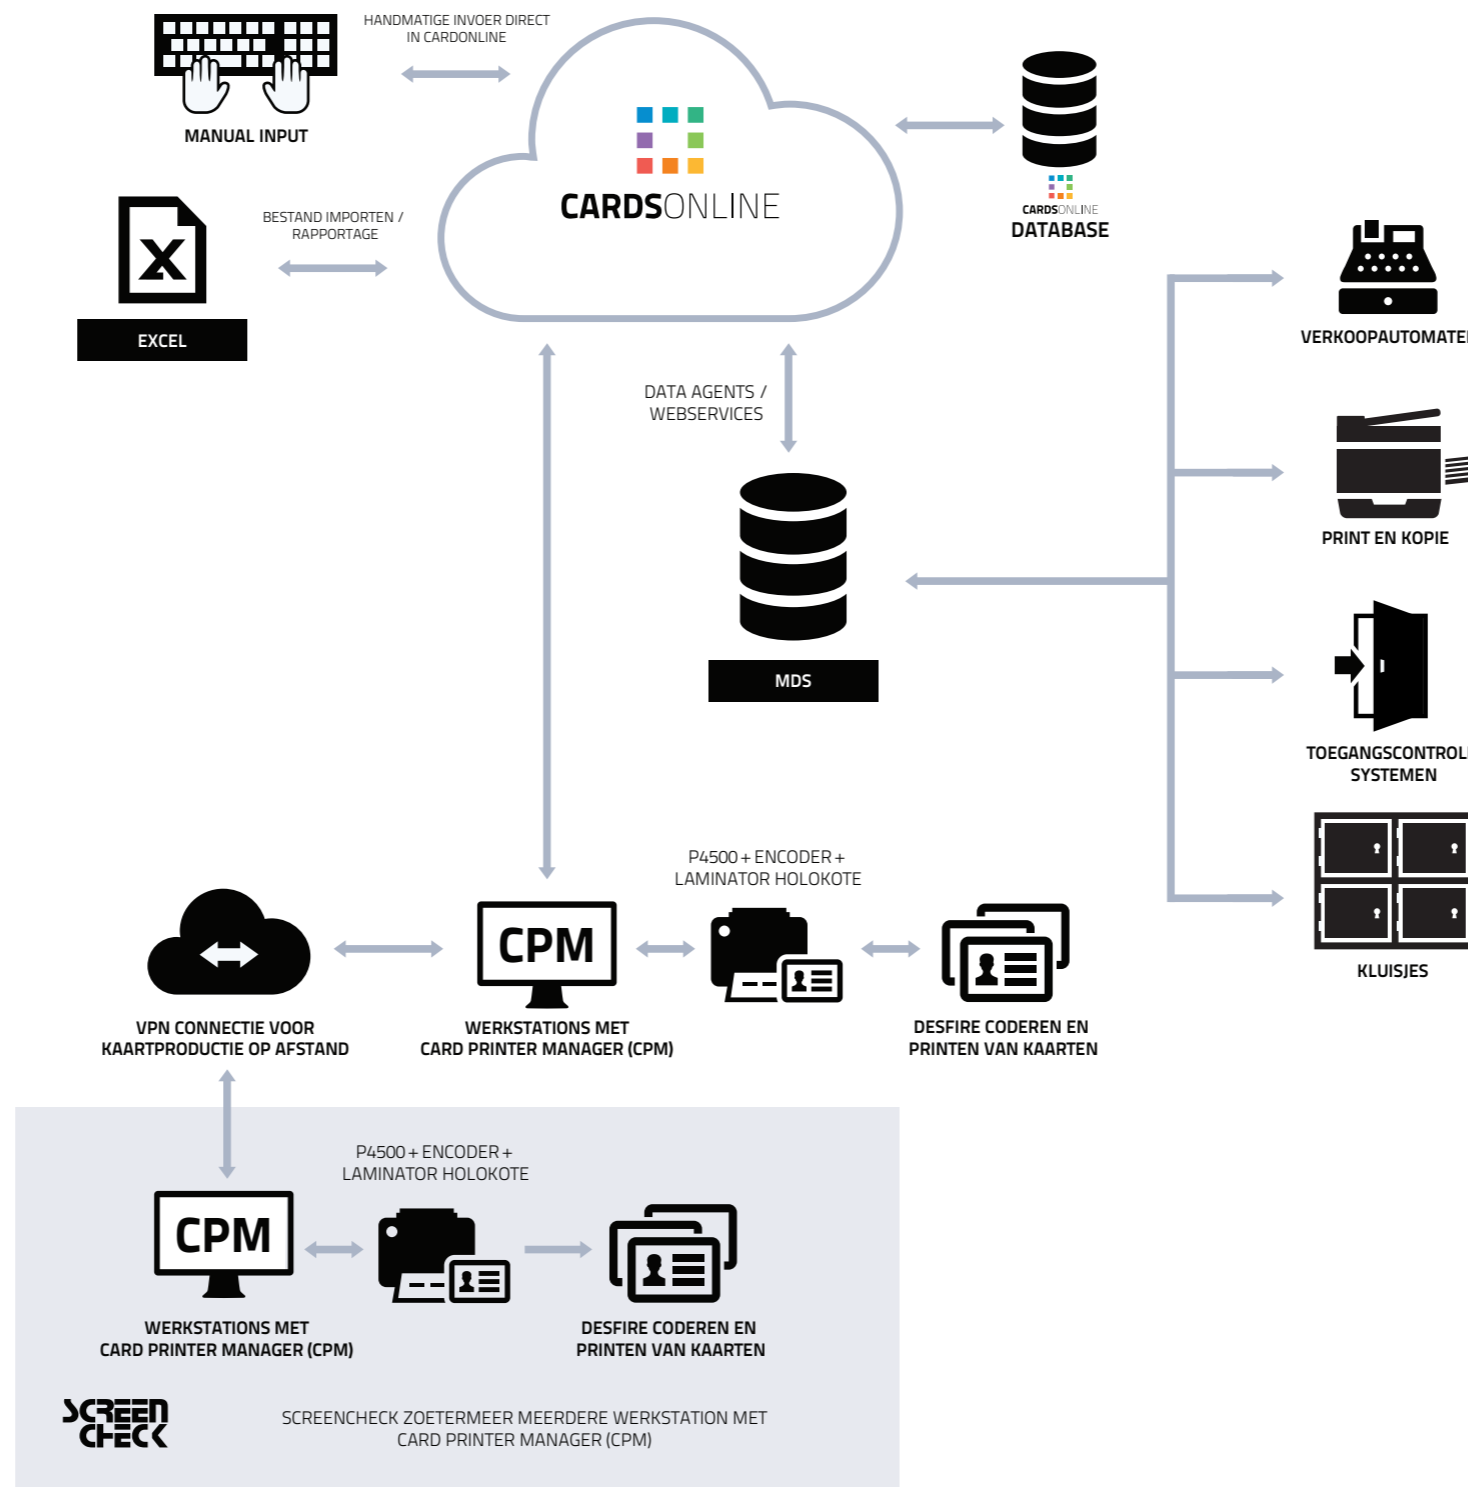 HANDMATIGE INVOER DIRECT
IN CARDONLINE
MANUAL INPUT
CARDSONLINE
CARDSONLINE
DATABASE
BESTAND IMPORTEN /
RAPPORTAGE
X
EXCEL
VERKOOPAUTOMATE
DATA AGENTS /
WEBSERVICES
PRINT EN KOPIE
MDS
TOEGANGSCONTROL
SYSTEMEN
KLUISJES
P4500 + ENCODER +
LAMINATOR HOLOKOTE
CPM
VPN CONNECTIE VOOR
KAARTPRODUCTIE OP AFSTAND
WERKSTATIONS MET
CARD PRINTER MANAGER (CPM)
DESFIRE CODEREN EN
PRINTEN VAN KAARTEN
P4500 + ENCODER +
LAMINATOR HOLOKOTE
CPM
WERKSTATIONS MET
CARD PRINTER MANAGER (CPM)
DESFIRE CODEREN EN
PRINTEN VAN KAARTEN
SCREEN
CHECK
SCREENCHECK ZOETERMEER MEERDERE WERKSTATION MET
CARD PRINTER MANAGER (CPM)